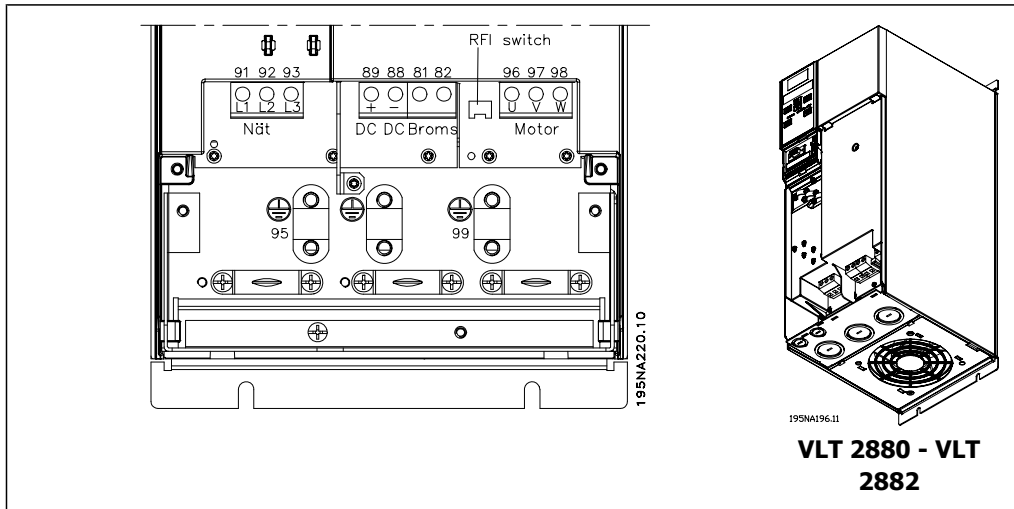 RFI switch
91 92 93 89 88 81 82 96 97 98
L1 L2 L3 + − U V W
Nät DC DC Broms Motor
95 99
195NA220.10
195NA196.11
VLT 2880 - VLT
2882